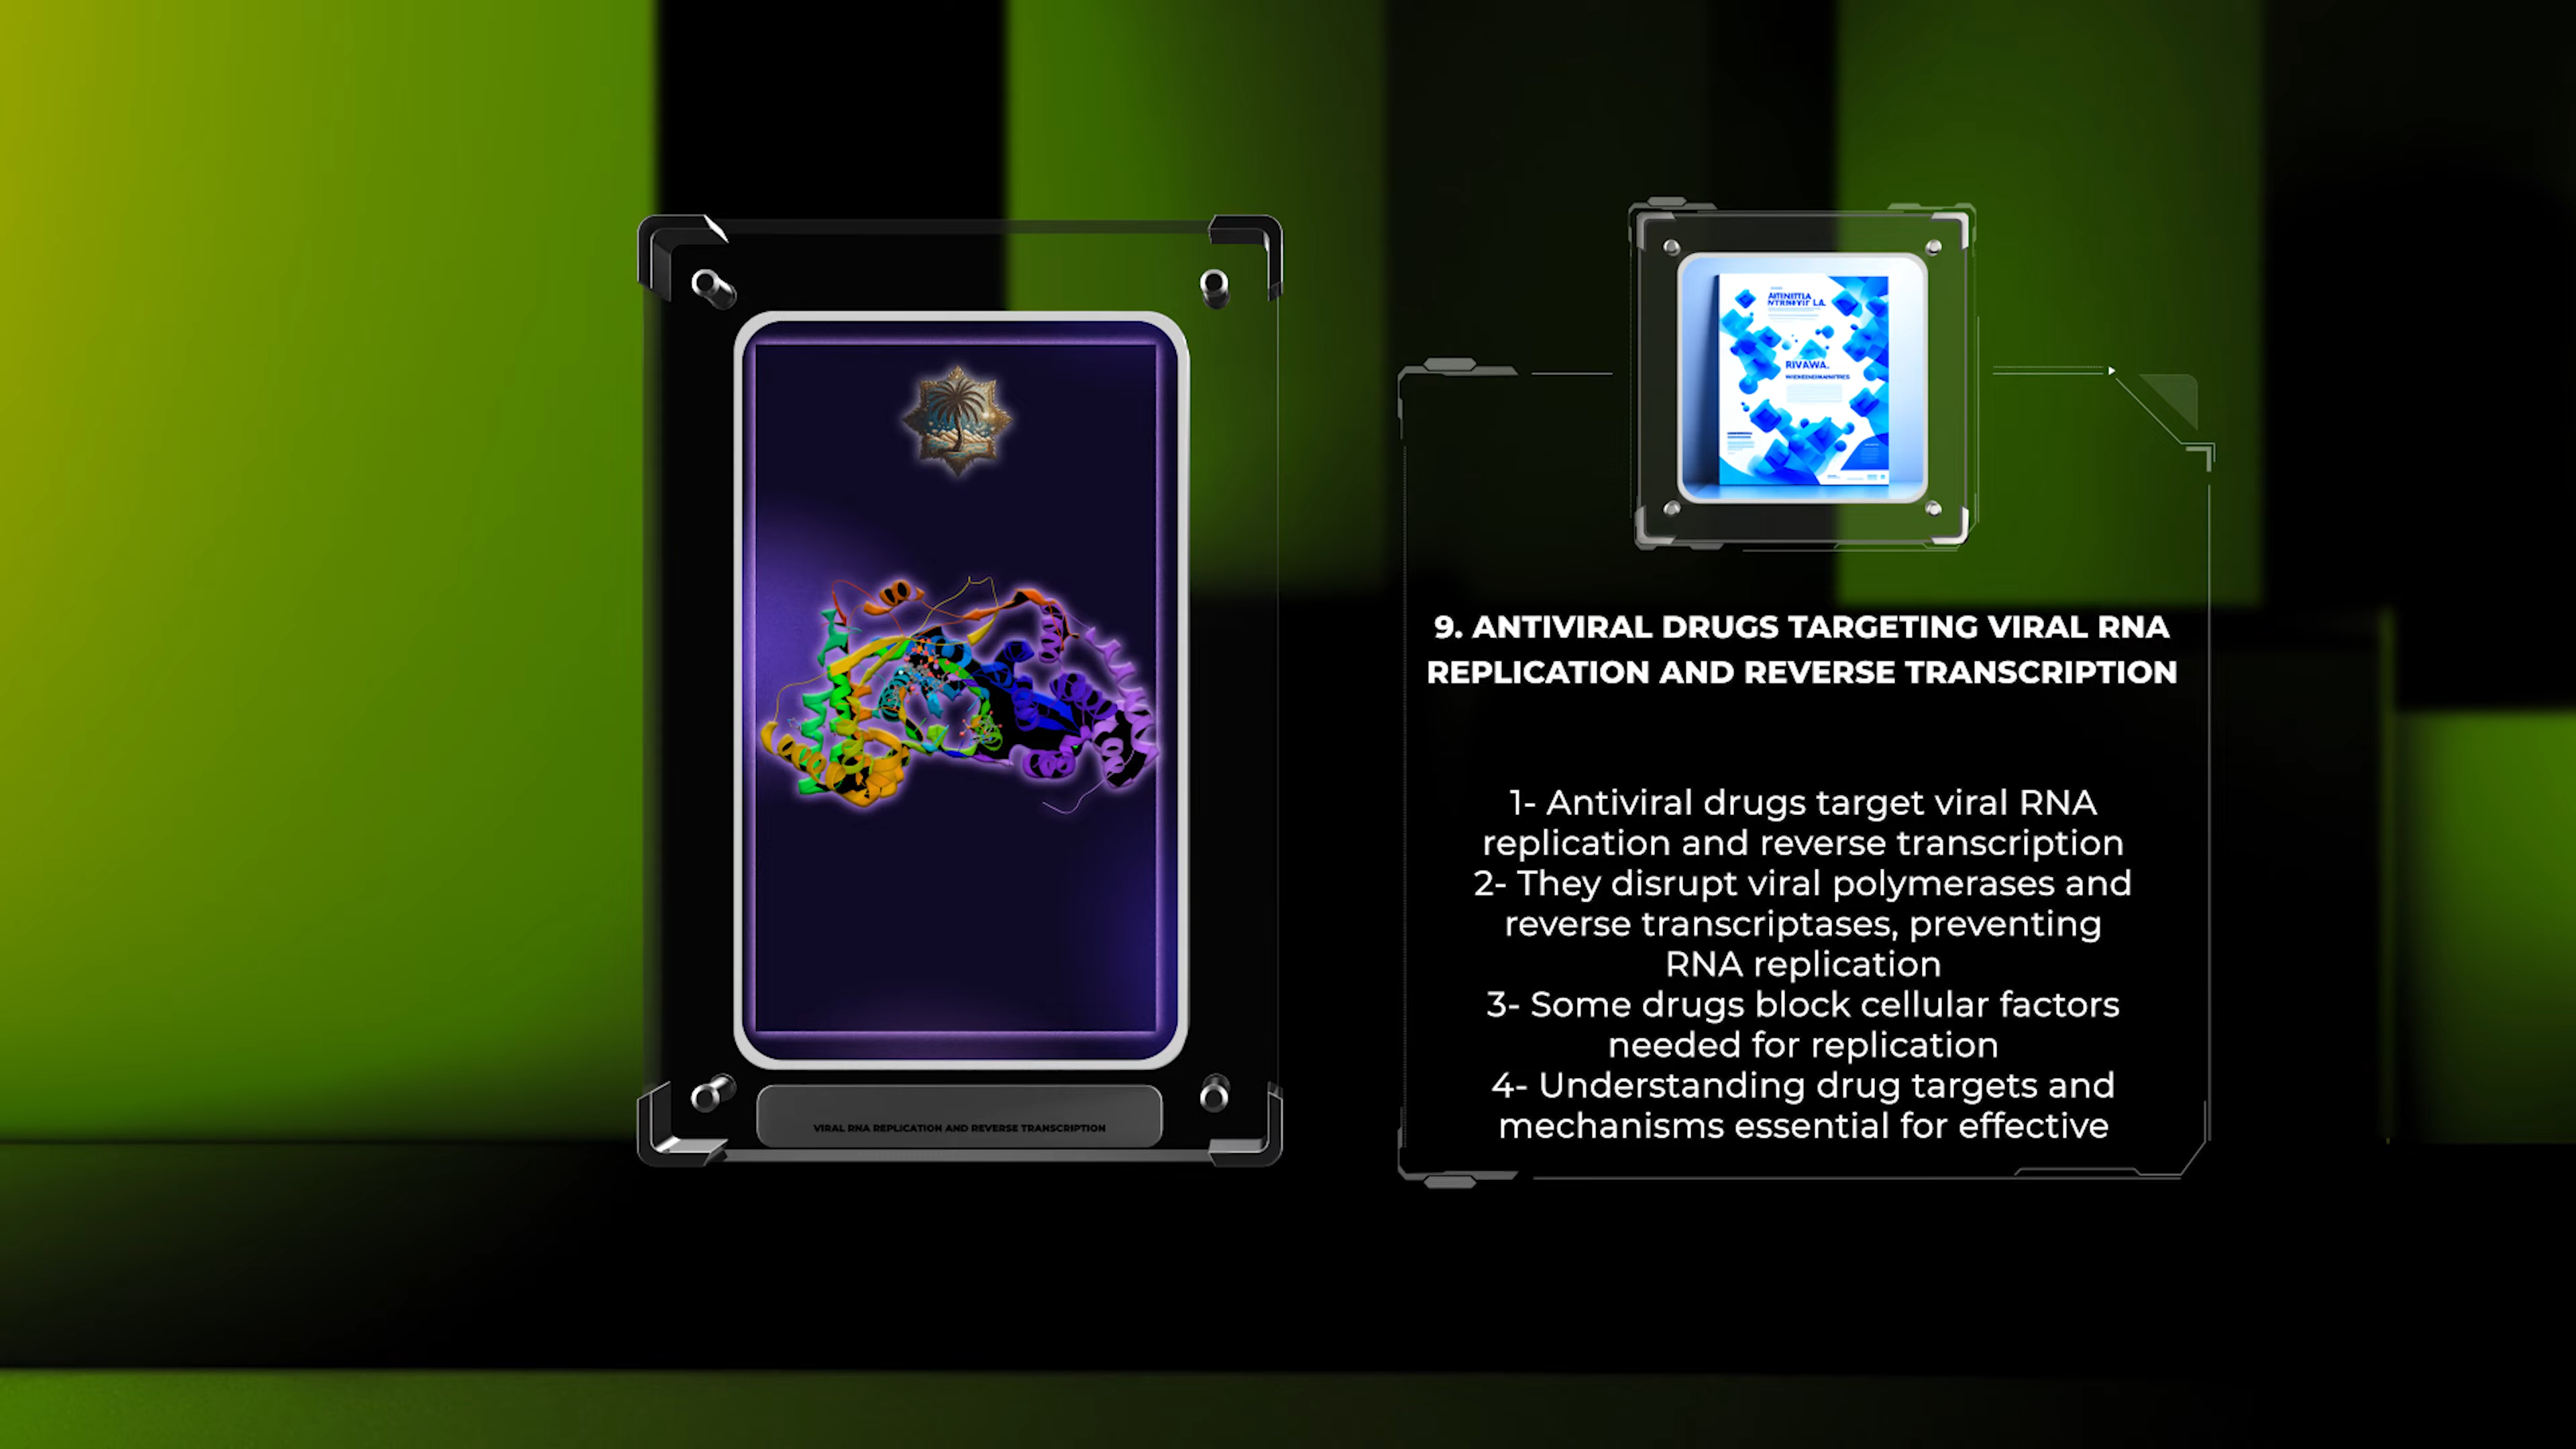 VIRAL RNA REPLICATION AND REVERSE TRANSCRIPTION
RIVAWA.
9. ANTIVIRAL DRUGS TARGETING VIRAL RNA
REPLICATION AND REVERSE TRANSCRIPTION
1- Antiviral drugs target viral RNA
replication and reverse transcription
2- They disrupt viral polymerases and
reverse transcriptases, preventing
RNA replication
3- Some drugs block cellular factors
needed for replication
4- Understanding drug targets and
mechanisms essential for effective